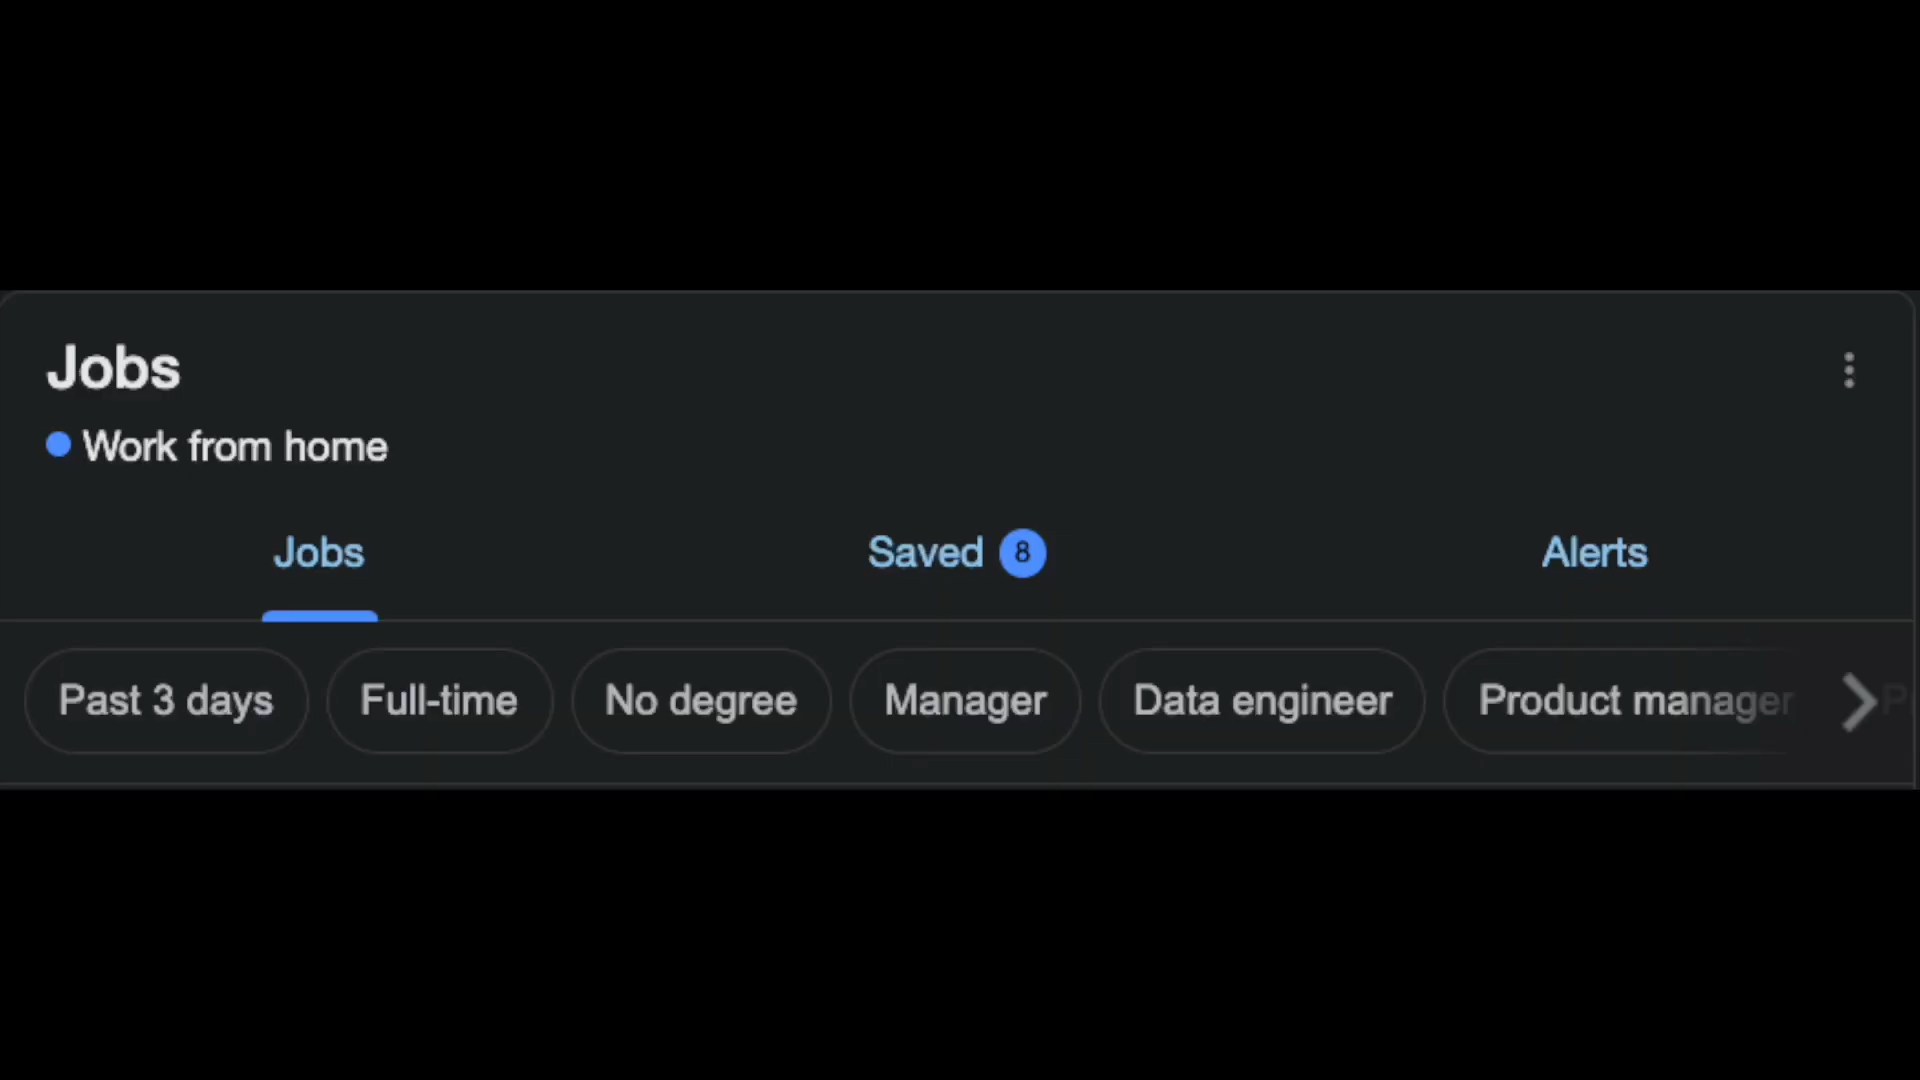 Jobs
Work from home
Jobs Saved 8 Alerts
Past 3 days Full-time No degree Manager Data engineer Product manager